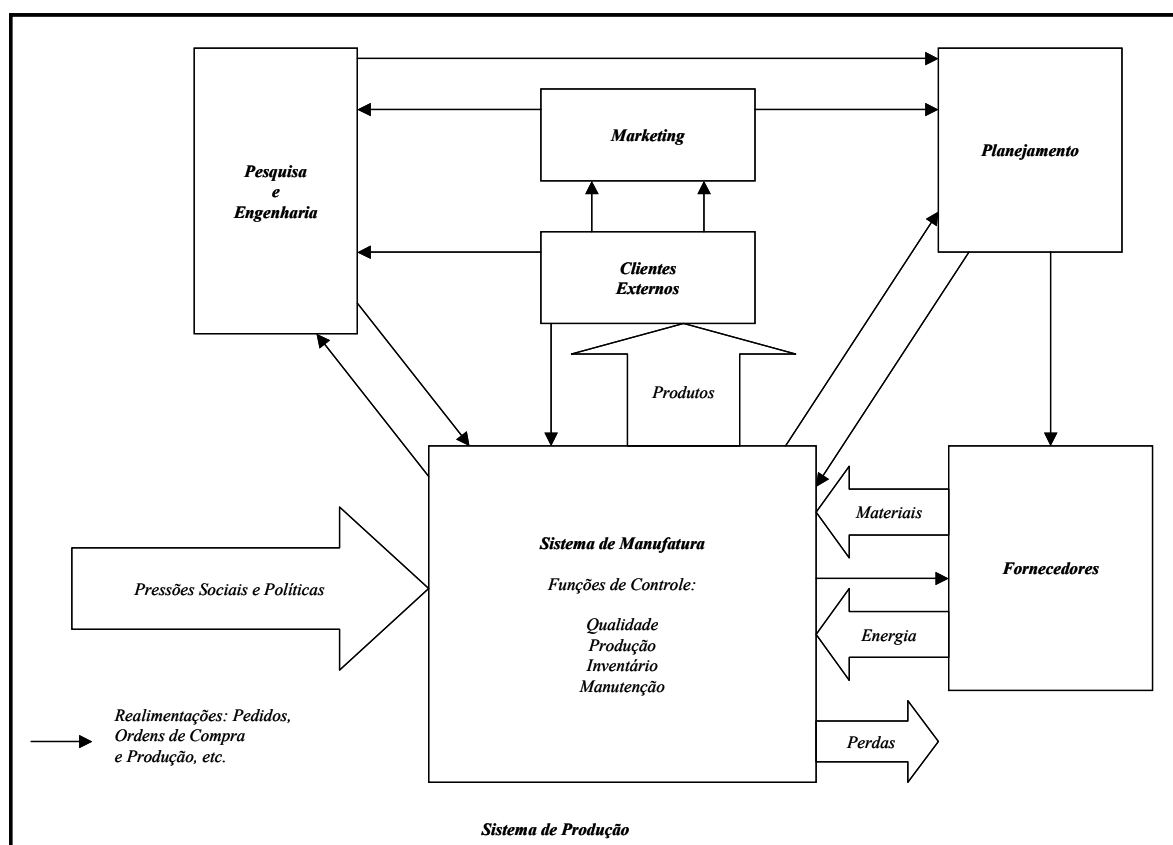 Marketing
Planejamento
Pesquisa
e
Engenharia
Clientes
Externos
Produtos
Sistema de Manufatura
Funções de Controle:
Qualidade
Produção
Inventário
Manutenção
Materiais
Fornecedores
Energia
Perdas
Pressões Sociais e Políticas
Realimentações: Pedidos,
Ordens de Compra
e Produção, etc.
Sistema de Produção